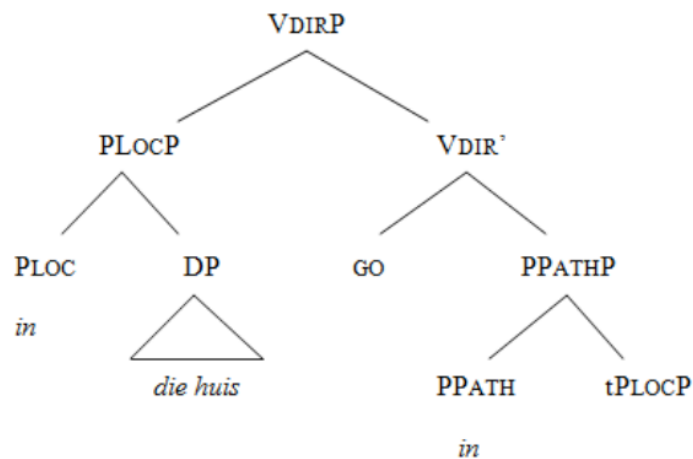 VDIRP
PLOCP VDIR’
PLOC DP GO PPATHP
in
die huis PPATH tPLOCP
in